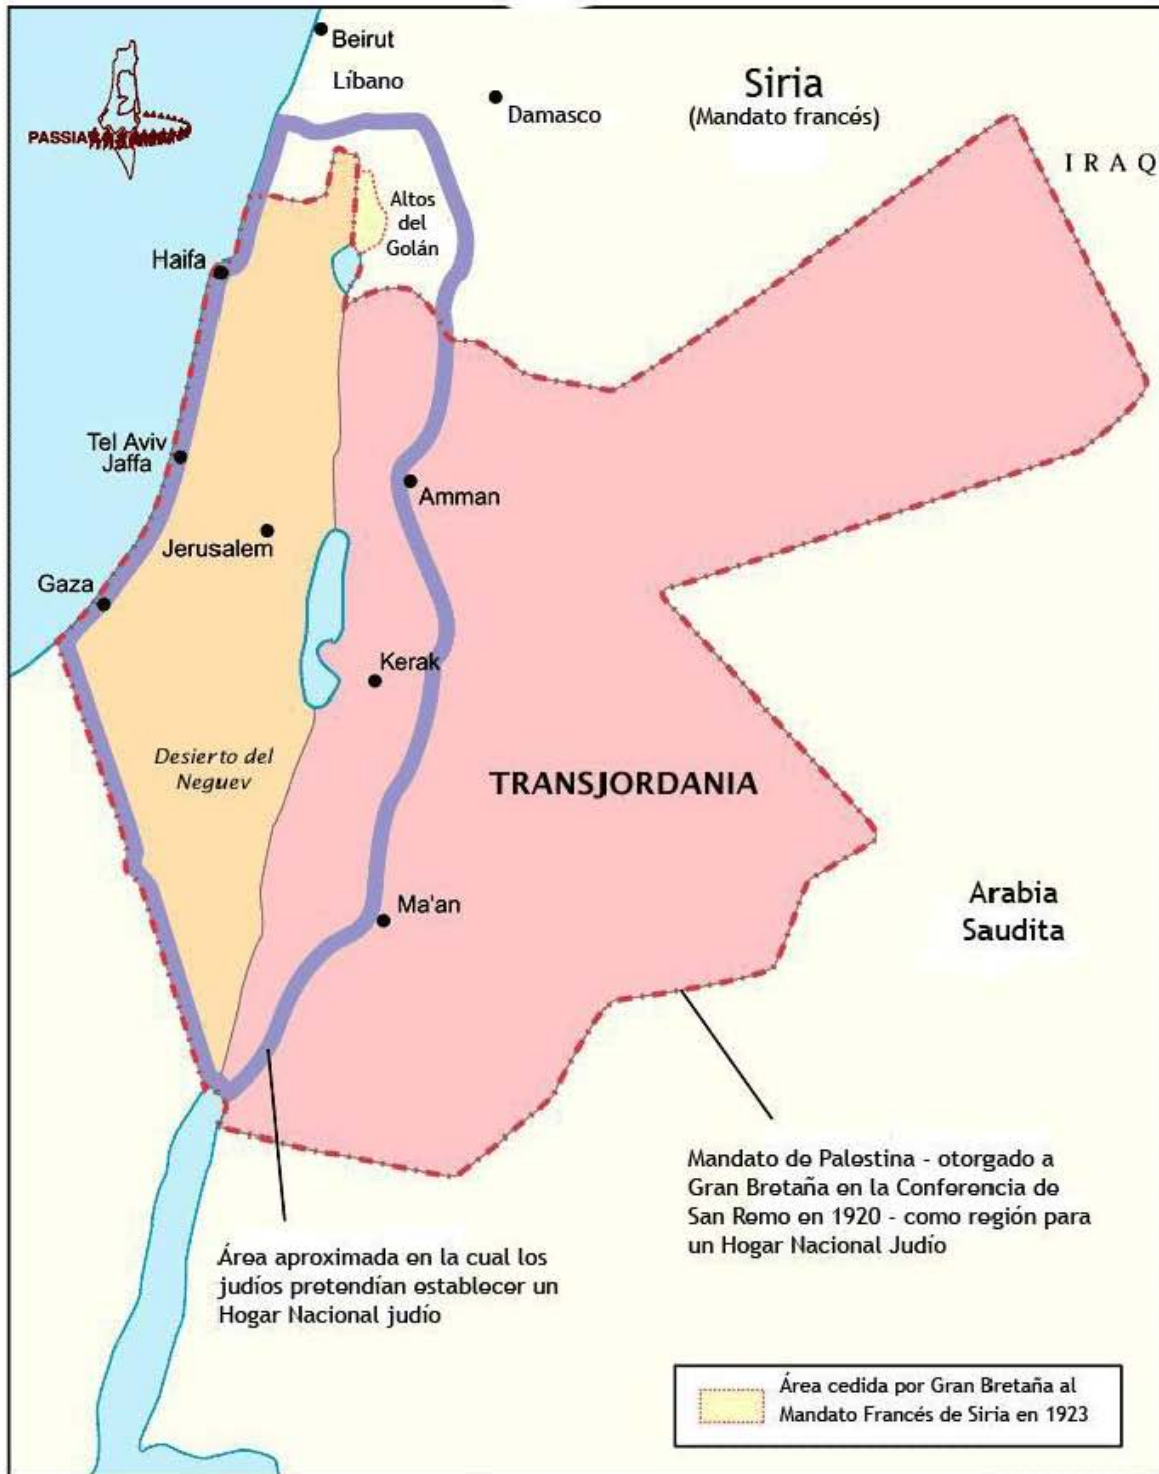 Beirut
Líbano
Siria
(Mandato francés)
Damasco
PASSIA
IRAQ
Altos
del
Golán
Haifa
Tel Aviv
Jaffa
Amman
Jerusalem
Gaza
Kerak
Desierto del
Neguev
TRANSJORDANIA
Ma'an
Arabia
Saudita
Mandato de Palestina - otorgado a
Gran Bretaña en la Conferencia de
San Remo en 1920 - como región para
un Hogar Nacional Judío
Área aproximada en la cual los
judíos pretendían establecer un
Hogar Nacional judío
Área cedida por Gran Bretaña al
Mandato Francés de Siria en 1923